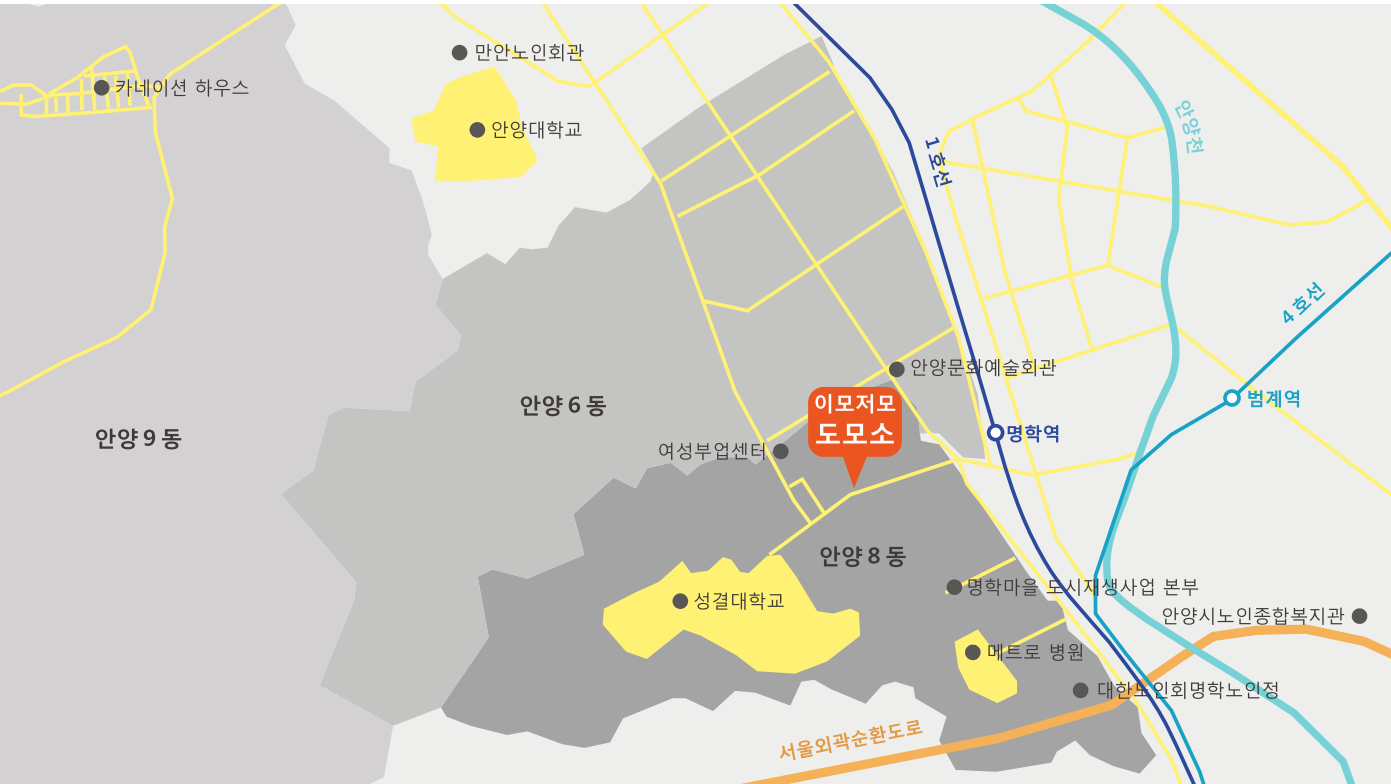 만안노인회관
카네이션 하우스
안양대학교
안양천
1호선
4호선
안양문화예술회관
범계역
이모저모
도모소
안양 6 동
안양 9 동
명학역
여성부업센터
안양 8 동
명학마을 도시재생사업 본부
성결대학교
안양시노인종합복지관
메트로 병원
대한노인회명학노인정
서울외곽순환도로